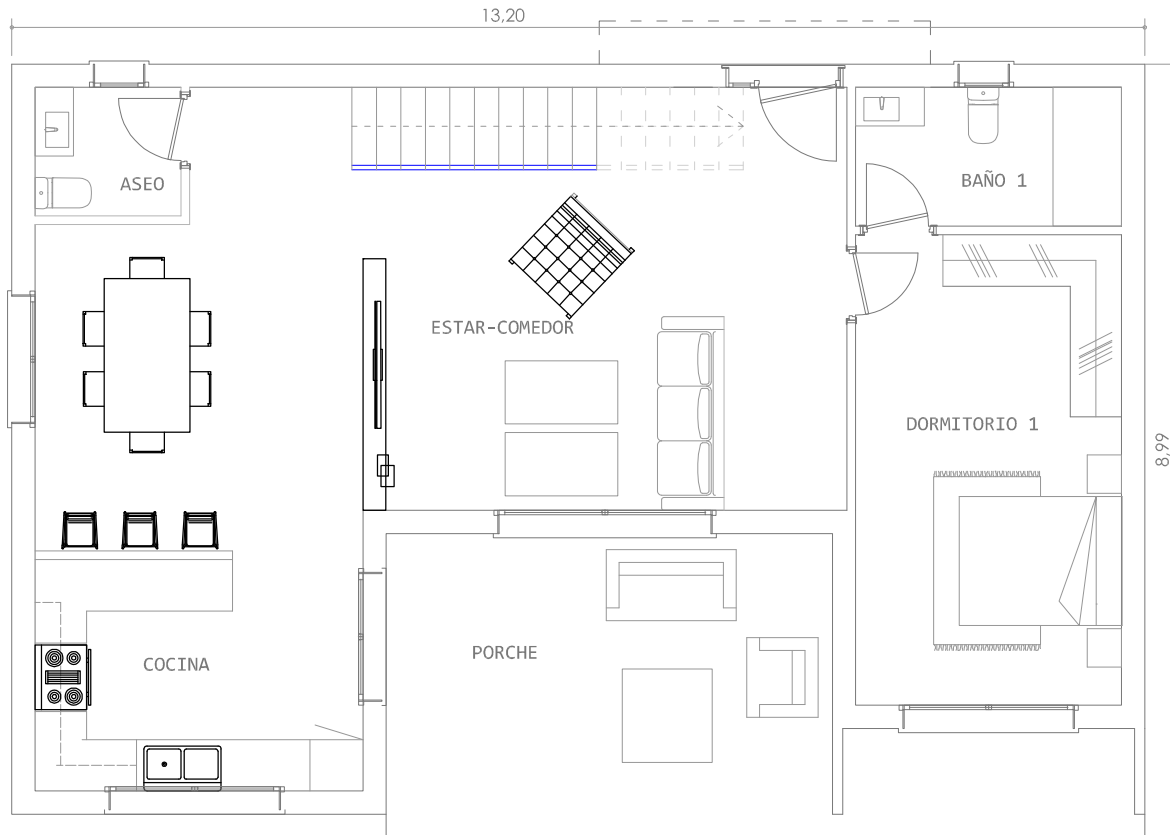 13,20
ASEO
BAÑO 1
ESTAR-COMEDOR
DORMITORIO 1
8,99
COCINA
PORCHE